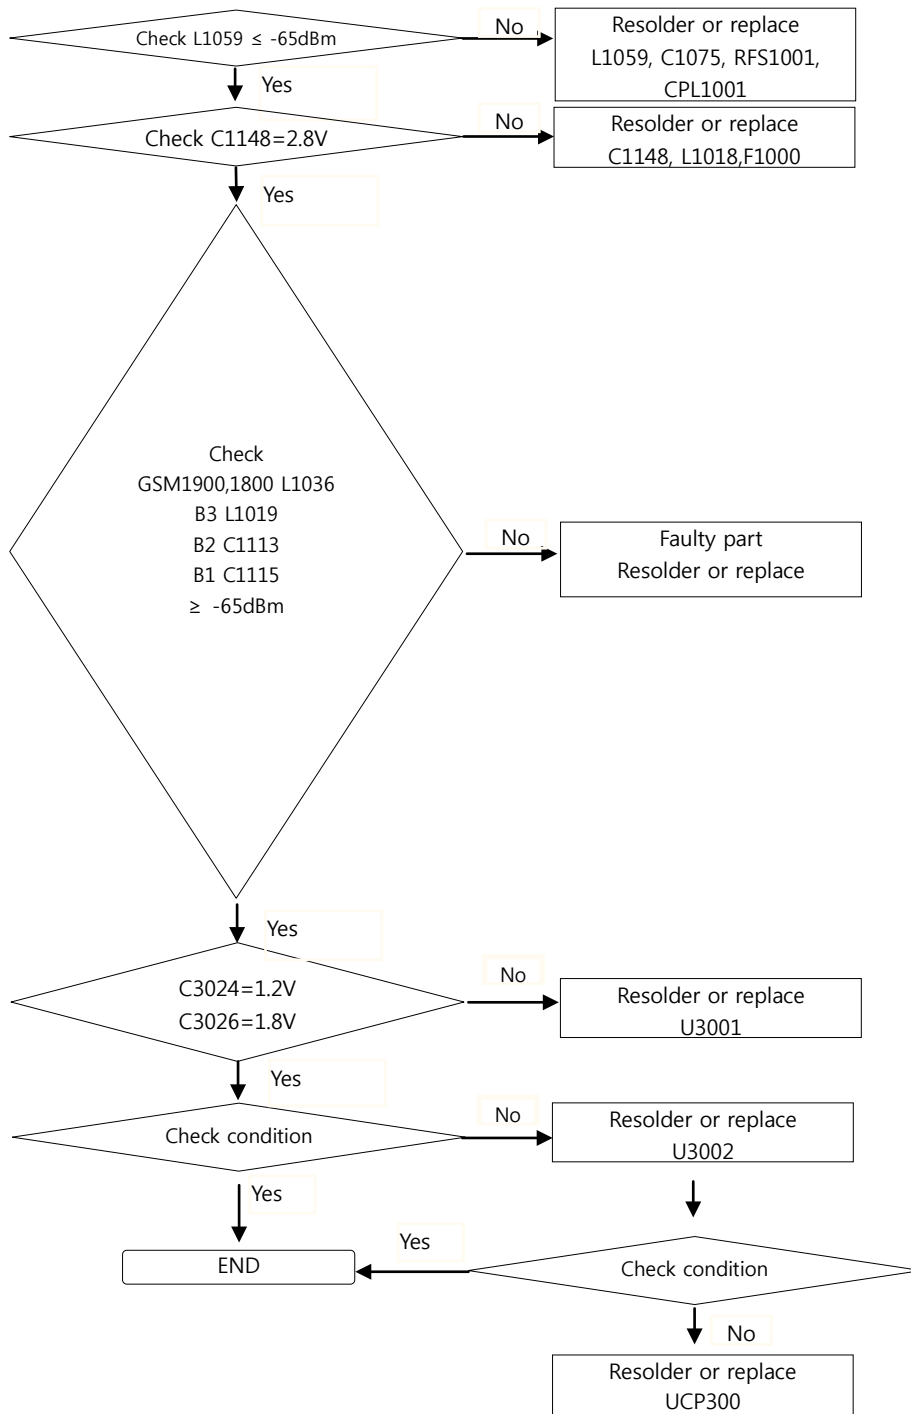 Check L1059 ≤ -65dBm
No
Resolder or replace
L1059, C1075, RFS1001,
CPL1001
Yes
Check C1148=2.8V
No
Resolder or replace
C1148, L1018,F1000
Yes
Check
GSM1900,1800 L1036
B3 L1019
B2 C1113
B1 C1115
≥ -65dBm
No
Faulty part
Resolder or replace
Yes
C3024=1.2V
C3026=1.8V
No
Resolder or replace
U3001
Yes
Check condition
No
Resolder or replace
U3002
Yes
END
Yes
Check condition
No
Resolder or replace
UCP300